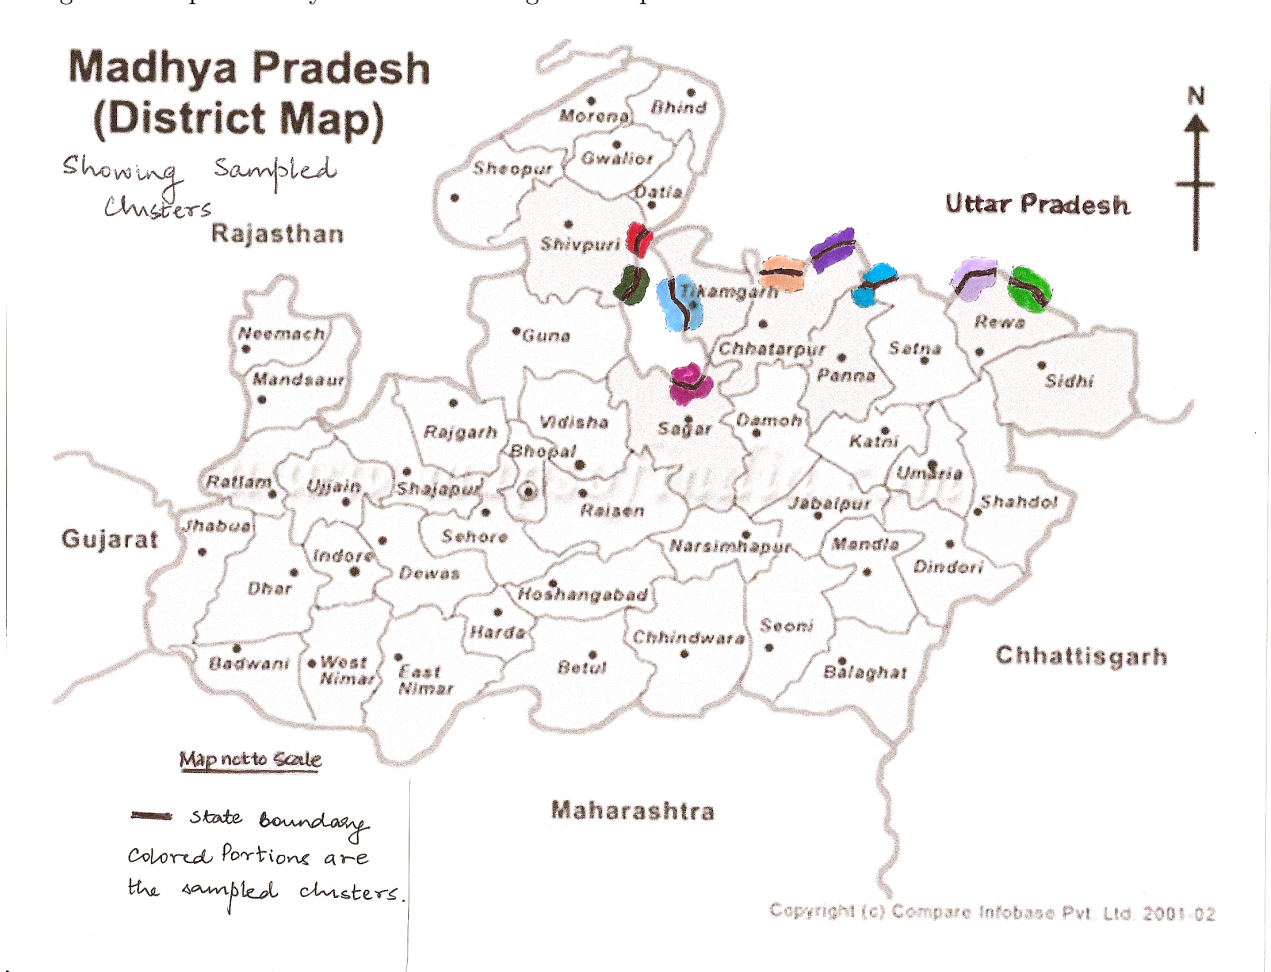 Madhya Pradesh
(District Map)
Showing Sampled
Clusters
N
Uttar Pradesh
Rajasthan
Gujarat
Maharashtra
Chhattisgarh
Morena
Bhind
Gwalior
Sheopur
Datia
Shivpuri
Tikamgarh
Guna
Chhatarpur
Panna
Satna
Rewa
Sidhi
Neemach
Mandsaur
Rajgarh
Vidisha
Sagar
Damoh
Katni
Umaria
Shahdol
Bhopal
Ratlam
Ujjain
Shajapur
Raisen
Jabalpur
Jhabua
Indore
Sehore
Narsimhapur
Mandla
Dindori
Dhar
Dewas
Hoshangabad
Harda
Chhindwara
Seoni
Badwani
West
Nimar
East
Nimar
Betul
Balaghat
Map not to Scale
State boundary
Colored Portions are
the sampled clusters.
Copyright (c) Compare Infobase Pvt. Ltd. 2001-02